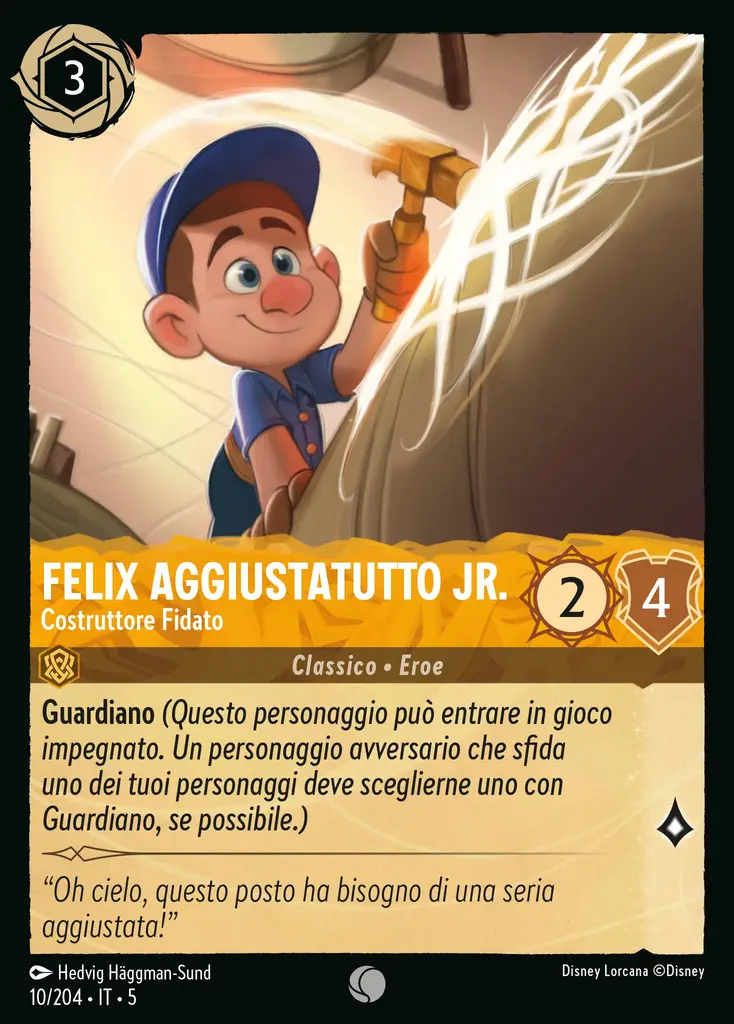 3
FELIX AGGIUSTATUTTO JR.
Costruttore Fidato
2
4
Classico • Eroe
Guardiano (Questo personaggio può entrare in gioco
impegnato. Un personaggio avversario che sfida
uno dei tuoi personaggi deve sceglierne uno con
Guardiano, se possibile.)
“Oh cielo, questo posto ha bisogno di una seria
aggiustata!”
Hedvig Häggman-Sund
Disney Lorcana ©Disney
10/204 • IT • 5